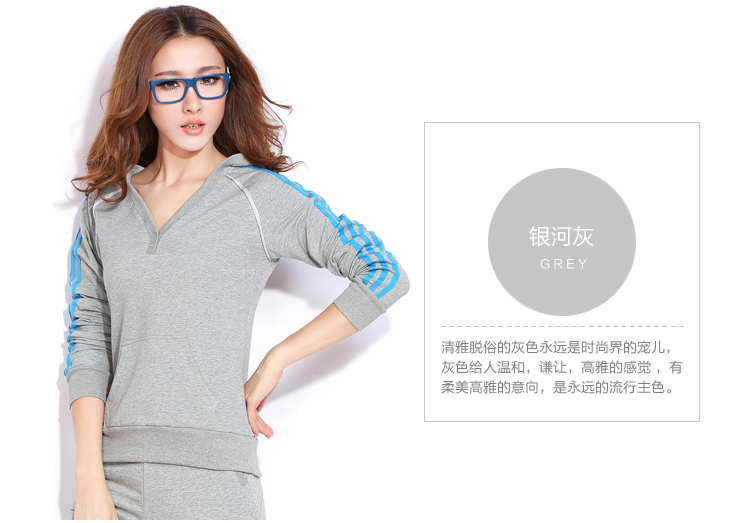 银河灰
GREY
清雅脱俗的灰色永远是时尚界的宠儿，
灰色给人温和，谦让，高雅的感觉 ，有
柔美高雅的意向，是永远的流行主色。